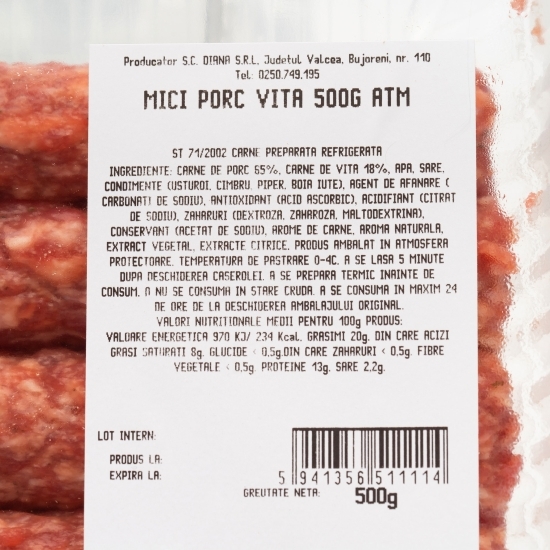 Producator S.C. DIANA S.R.L. Judetul Valcea, Bujoreni, nr. 110
Tel: 0250.749.195
MICI PORC VITA 500G ATM
ST 71/2002 CARNE PREPARATA REFRIGERATA
INGREDIENTE: CARNE DE PORC 65%, CARNE DE VITA 18%, APA, SARE,
CONDIMENTE (USTUROI, CIMBRU, PIPER, BOIA IUTE), AGENT DE AFANARE (
CARBONATI DE SODIU), ANTIOXIDANT (ACID ASCORBIC), ACIDIFIANT (CITRAT
DE SODIU), ZAHARURI (DEXTROZA, ZAHAROZA, MALTODEXTRINA),
CONSERVANT (ACETAT DE SODIU), AROME DE CARNE, AROMA NATURALA,
EXTRACT VEGETAL, EXTRACTE CITRICE. PRODUS AMBALAT IN ATMOSFERA
PROTECTOARE. TEMPERATURA DE PASTRARE 0-4C. A SE LASA 5 MINUTE
DUPA DESCHIDEREA CASEROLEI. A SE PREPARA TERMIC INAINTE DE
CONSUM. A NU SE CONSUMA IN STARE CRUDA. A SE CONSUMA IN MAXIM 24
DE ORE DE LA DESCHIDEREA AMBALAJULUI ORIGINAL.
VALORI NUTRITIONALE MEDII PENTRU 100g PRODUS:
VALOARE ENERGETICA 970 KJ/ 234 Kcal. GRASIMI 20g. DIN CARE ACIZI
GRASI SATURATI 8g. GLUCIDE < 0,5g.DIN CARE ZAHARURI < 0,5g. FIBRE
VEGETALE < 0,5g. PROTEINE 13g. SARE 2,2g.
LOT INTERN:
PRODUS LA:
EXPIRA LA:
5 941356 511114
GREUTATE NETA: 500g